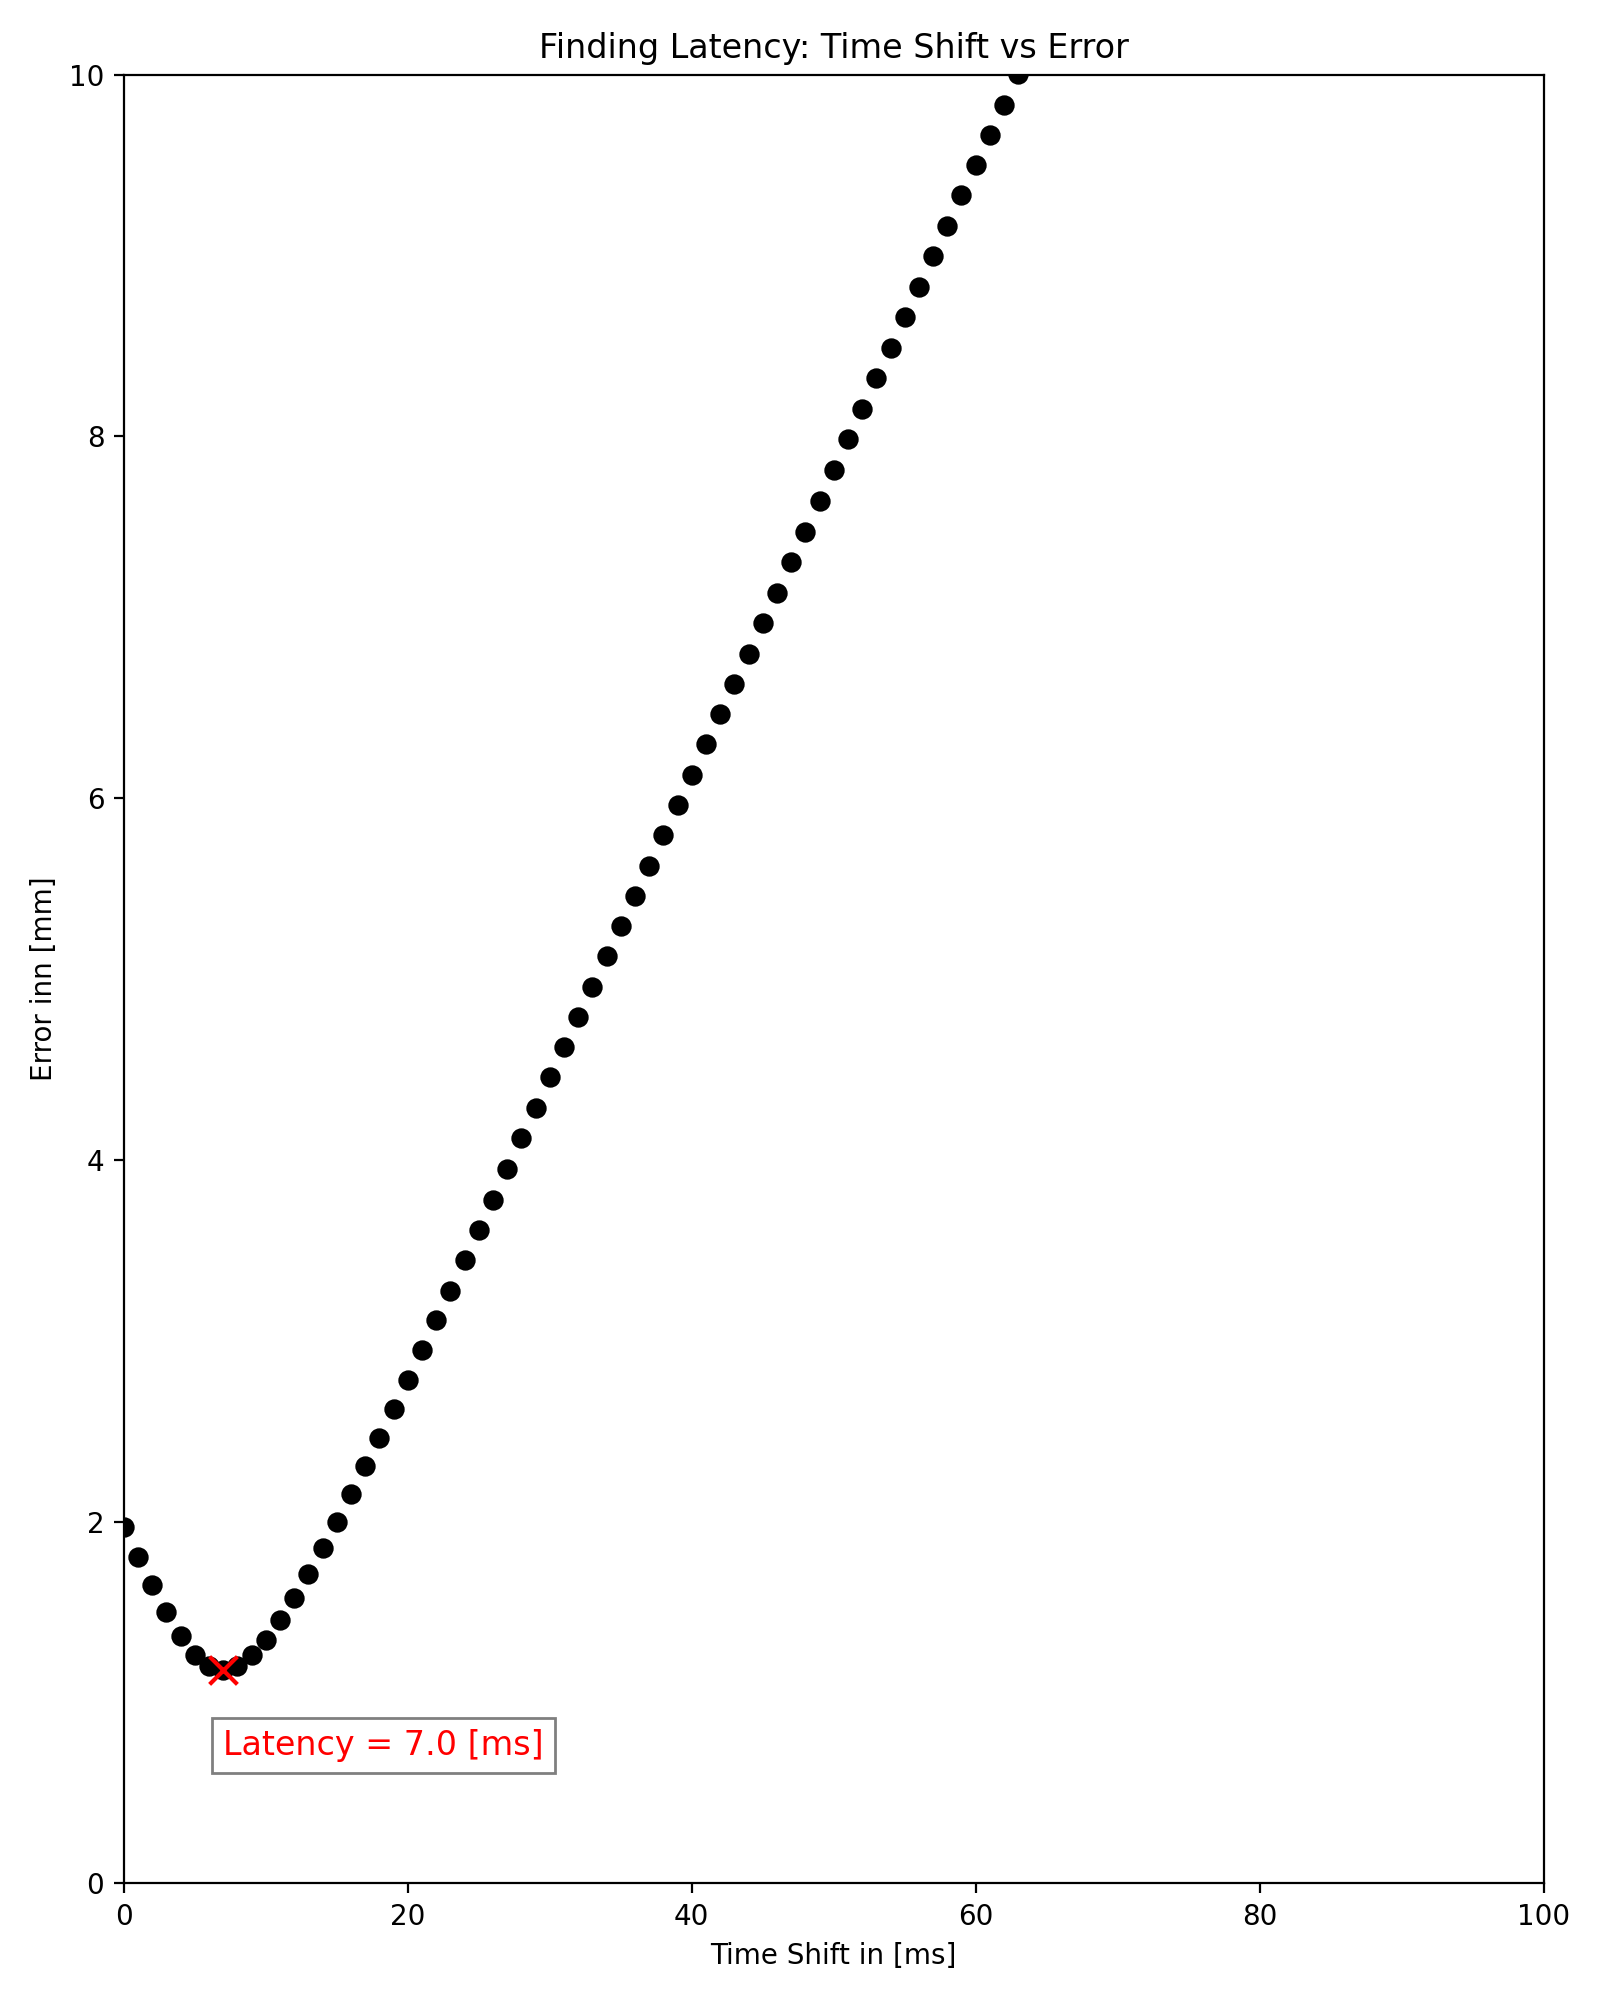 Finding Latency: Time Shift vs Error
10
8
6
4
2
0
Error inn [mm]
Latency = 7.0 [ms]
0 20 40 60 80 100
Time Shift in [ms]